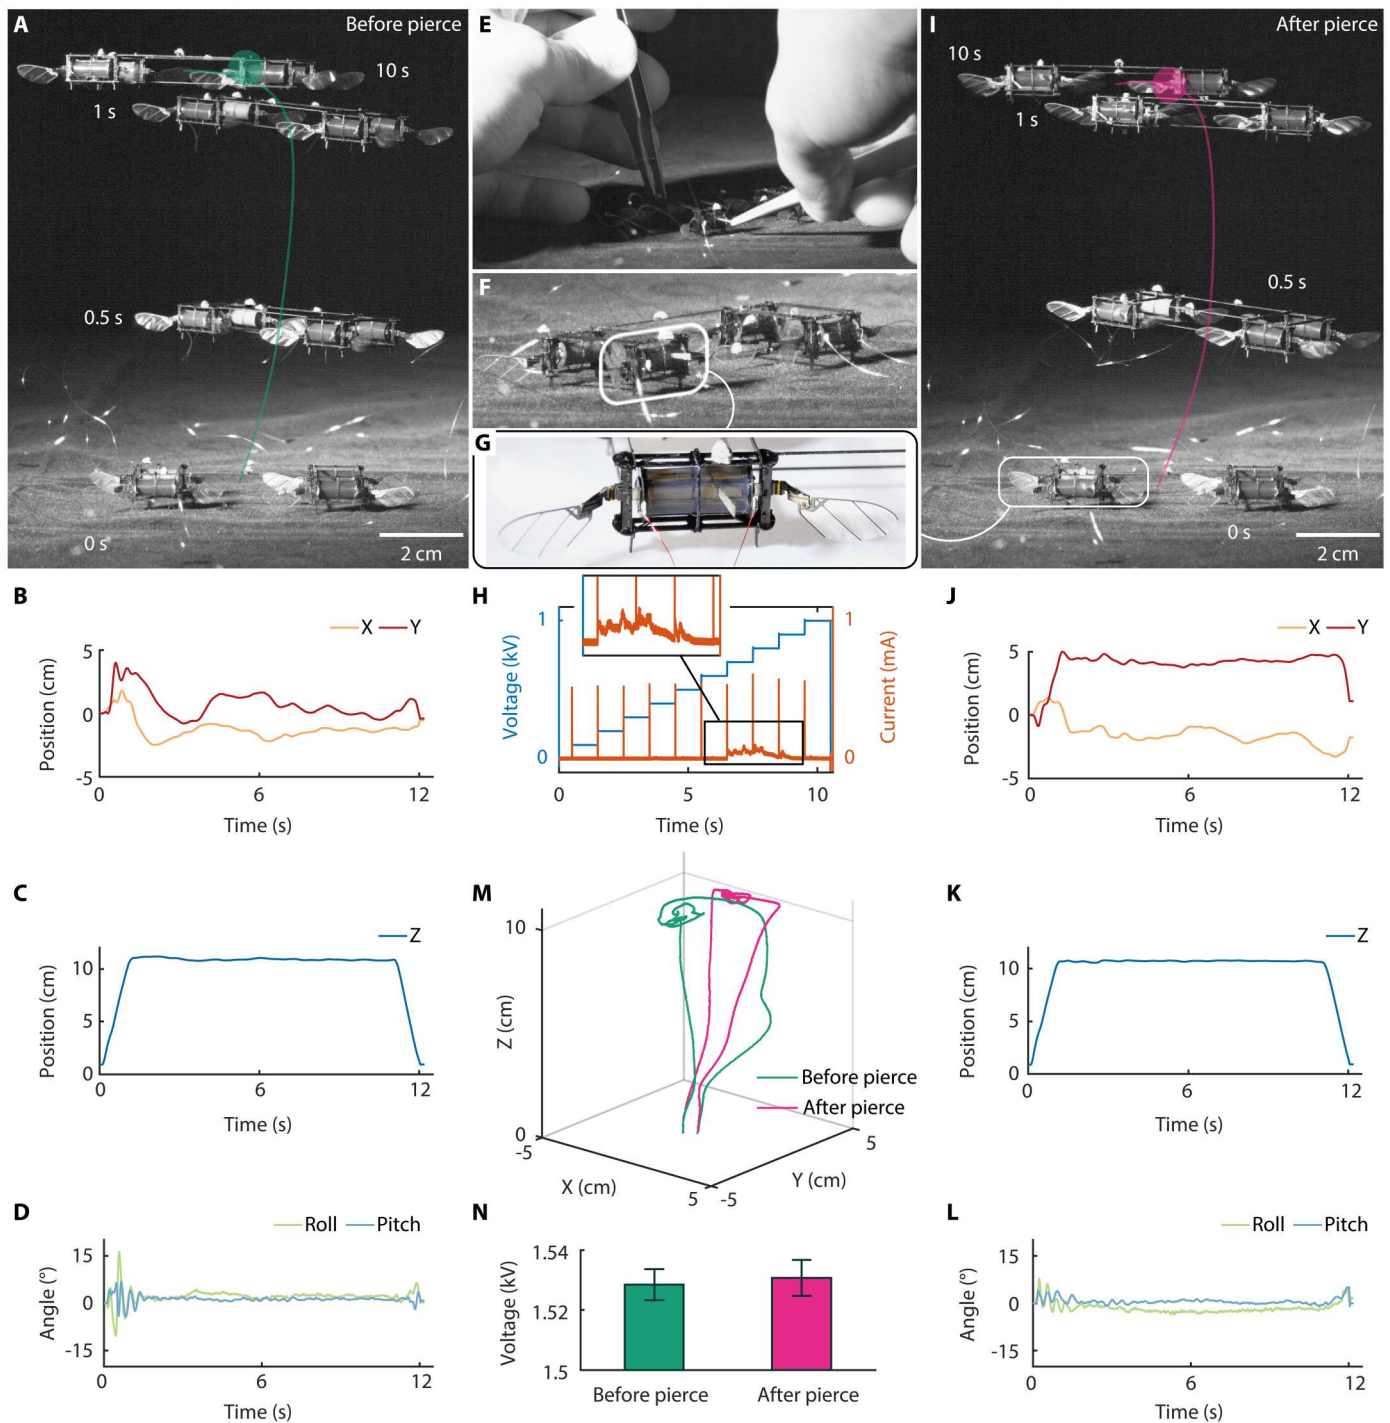 A
Before pierce
10 s
1 s
0.5 s
0 s
2 cm
E
F
G
I
After pierce
10 s
1 s
0.5 s
0 s
2 cm
B
X Y
Position (cm)
5
0
-5
0 6 12
Time (s)
H
Voltage (kV)
1
0
Current (mA)
1
0
0 5 10
Time (s)
J
X Y
Position (cm)
5
0
-5
0 6 12
Time (s)
C
Z
Position (cm)
10
5
0
0 6 12
Time (s)
M
Z (cm)
10
0
-5
X (cm)
5
-5
Y (cm)
5
Before pierce
After pierce
K
Z
Position (cm)
10
5
0
0 6 12
Time (s)
D
Roll Pitch
Angle (°)
15
0
-15
0 6 12
Time (s)
N
Voltage (kV)
1.54
1.52
1.5
Before pierce After pierce
L
Roll Pitch
Angle (°)
15
0
-15
0 6 12
Time (s)